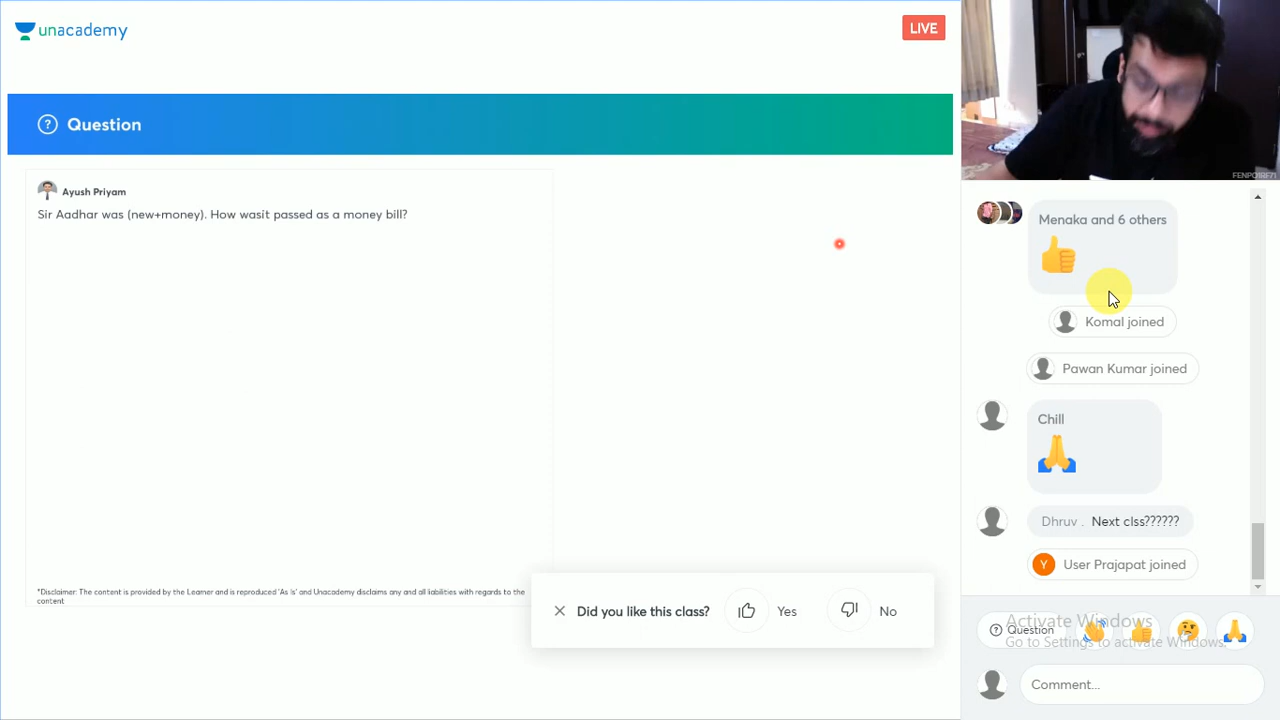 unacademy
LIVE
? Question
Ayush Priyam
Sir Aadhar was (new+money). How wasit passed as a money bill?
*Disclaimer: The content is provided by the Learner and is reproduced 'As Is' and Unacademy disclaims any and all liabilities with regards to the
content
Did you like this class?
Yes
No
FENPO1RF71
Menaka and 6 others
Komal joined
Pawan Kumar joined
Chill
Dhruv . Next clss??????
Y User Prajapat joined
Activate Windows
? Question
Go to Settings to activate Windows.
Comment...